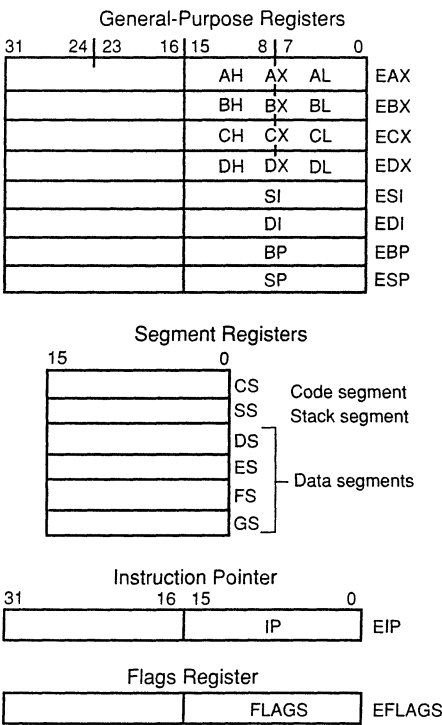 General-Purpose Registers
31 24 23 16 15 8 7 0
AH AX AL EAX
BH BX BL EBX
CH CX CL ECX
DH DX DL EDX
SI ESI
DI EDI
BP EBP
SP ESP
Segment Registers
15 0
CS Code segment
SS Stack segment
DS
ES
FS
GS
Data segments
Instruction Pointer
31 16 15 0
IP EIP
Flags Register
FLAGS EFLAGS